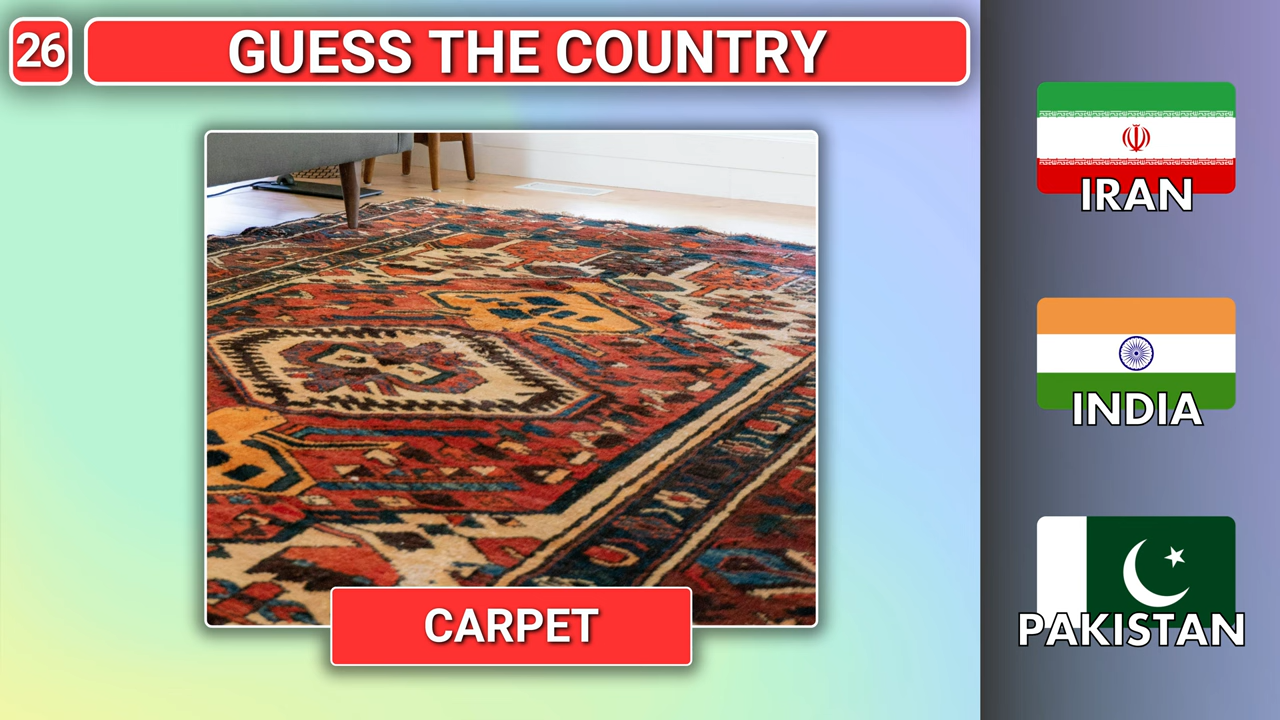 26
GUESS THE COUNTRY
CARPET
IRAN
INDIA
PAKISTAN